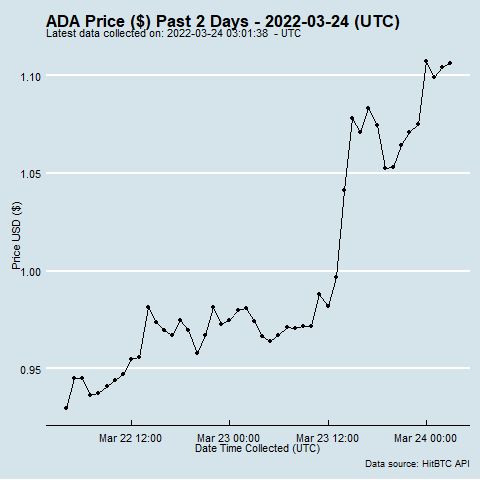 ADA Price ($) Past 2 Days - 2022-03-24 (UTC)
Latest data collected on: 2022-03-24 03:01:38  - UTC
1.10
1.05
1.00
0.95
Price USD ($)
Mar 22 12:00
Mar 23 00:00
Mar 23 12:00
Mar 24 00:00
Date Time Collected (UTC)
Data source: HitBTC API